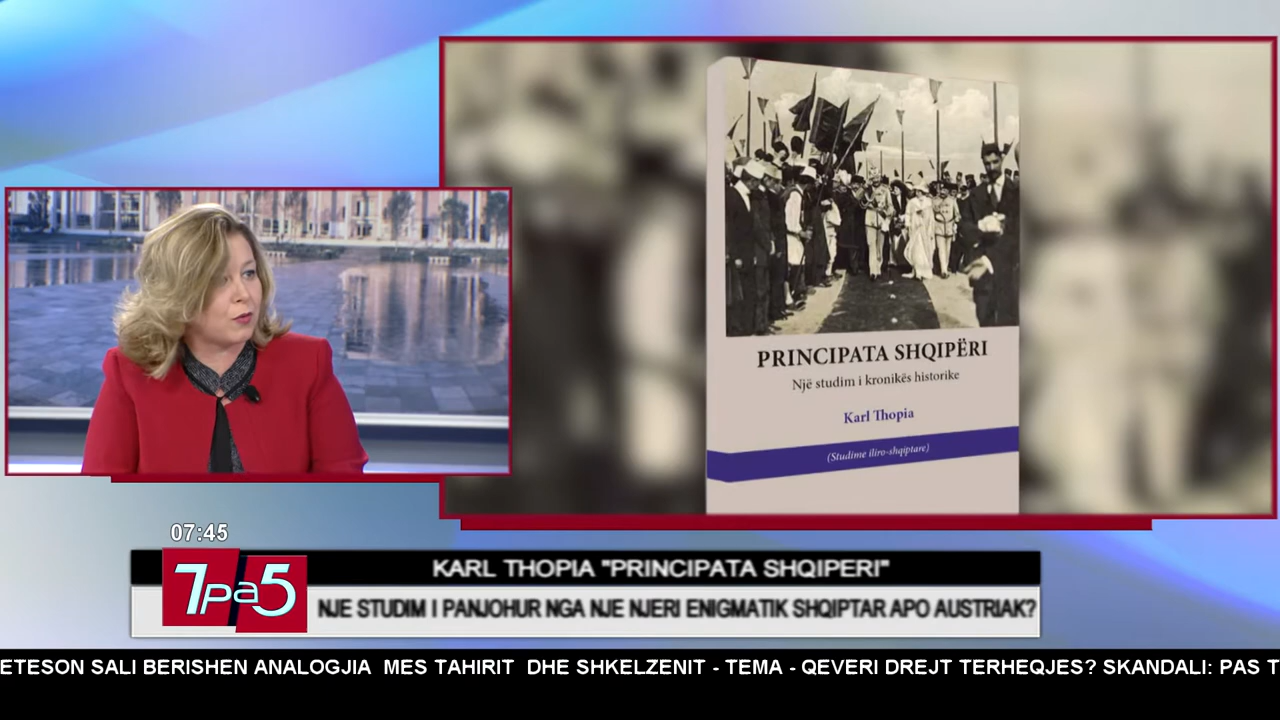 PRINCIPATA SHQIPËRI
Një studim i kronikës historike
Karl Thopia
(Studime iliro-shqiptare)
07:45
7pa5
KARL THOPIA "PRINCIPATA SHQIPERI"
NJE STUDIM I PANJOHUR NGA NJE NJERI ENIGMATIK SHQIPTAR APO AUSTRIAK?
ETESON SALI BERISHEN ANALOGJIA MES TAHIRIT DHE SHKELZENIT - TEMA - QEVERI DREJT TERHEQJES? SKANDALI: PAS T